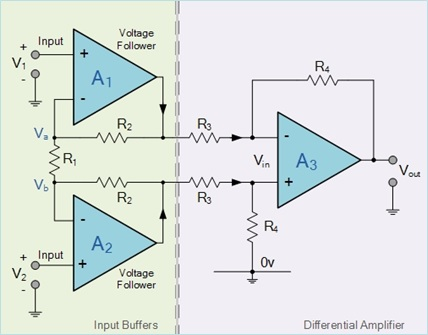 Voltage
Follower
+
Input
V1
-
+
A1
-
R4
Va
R2
R3
R1
-
Vin
A3
+
Vout
Vb
R2
R3
-
A2
+
R4
+
Input
V2
-
Voltage
Follower
0v
Input Buffers
Differential Amplifier